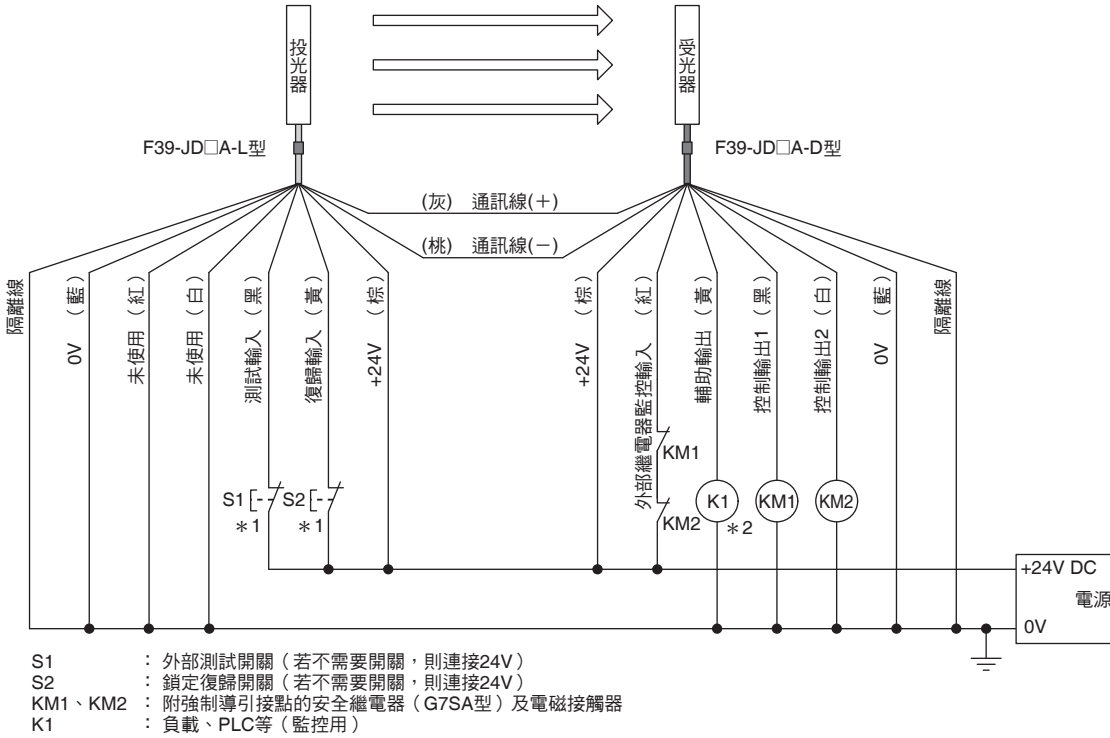 投光器
受光器
F39-JD□A-L型
F39-JD□A-D型
(灰) 通訊線(＋)
(桃) 通訊線(－)
隔離線
0V （藍）
未使用（紅）
未使用（白）
測試輸入（黑）
復歸輸入（黃）
+24V （棕）
+24V （棕）
外部繼電器監控輸入（紅）
輔助輸出（黃）
控制輸出1（黑）
控制輸出2（白）
0V （藍）
隔離線
KM1
S1
S2
K1
KM1
KM2
＊1
＊1
KM2
＊2
+24V DC
電源
0V
S1 ：外部測試開關（若不需要開關，則連接24V）
S2 ：鎖定復歸開關（若不需要開關，則連接24V）
KM1、KM2 ：附強制導引接點的安全繼電器（G7SA型）及電磁接觸器
K1 ：負載、PLC等（監控用）